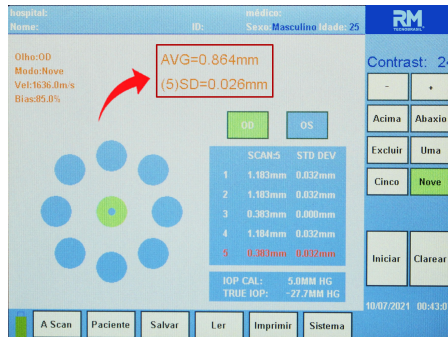 hospital:
médico:
Nome:
ID:
Sexo:Masculino Idade: 25
RM
TECNOBRASIL
Olho:OD
Modo:Nove
Vel:1636.0m/s
Bias:85.0%
AVG=0.864mm
(5)SD=0.026mm
Contrast: 24
-
+
OD
OS
Acima
Abaxio
Excluir
Uma
Cinco
Nove
SCAN:5 STD DEV
1 1.183mm 0.032mm
2 1.183mm 0.032mm
3 0.383mm 0.000mm
4 1.184mm 0.032mm
5 0.383mm 0.032mm
IOP CAL: 5.0MM HG
TRUE IOP: -27.7MM HG
Iniciar
Clarear
10/07/2021 00:43:0
A Scan
Paciente
Salvar
Ler
Imprimir
Sistema